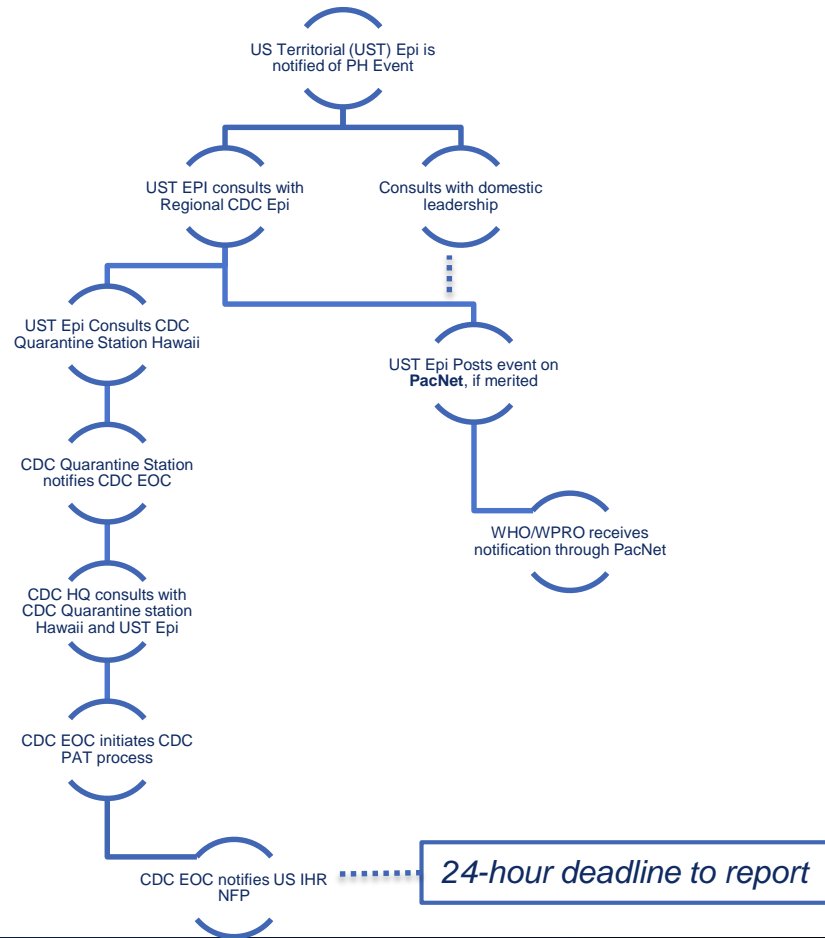 US Territorial (UST) Epi is
notified of PH Event
UST EPI consults with
Regional CDC Epi
Consults with domestic
leadership
UST Epi Consults CDC
Quarantine Station Hawaii
UST Epi Posts event on
PacNet, if merited
CDC Quarantine Station
notifies CDC EOC
WHO/WPRO receives
notification through PacNet
CDC HQ consults with
CDC Quarantine station
Hawaii and UST Epi
CDC EOC initiates CDC
PAT process
CDC EOC notifies US IHR
NFP
24-hour deadline to report